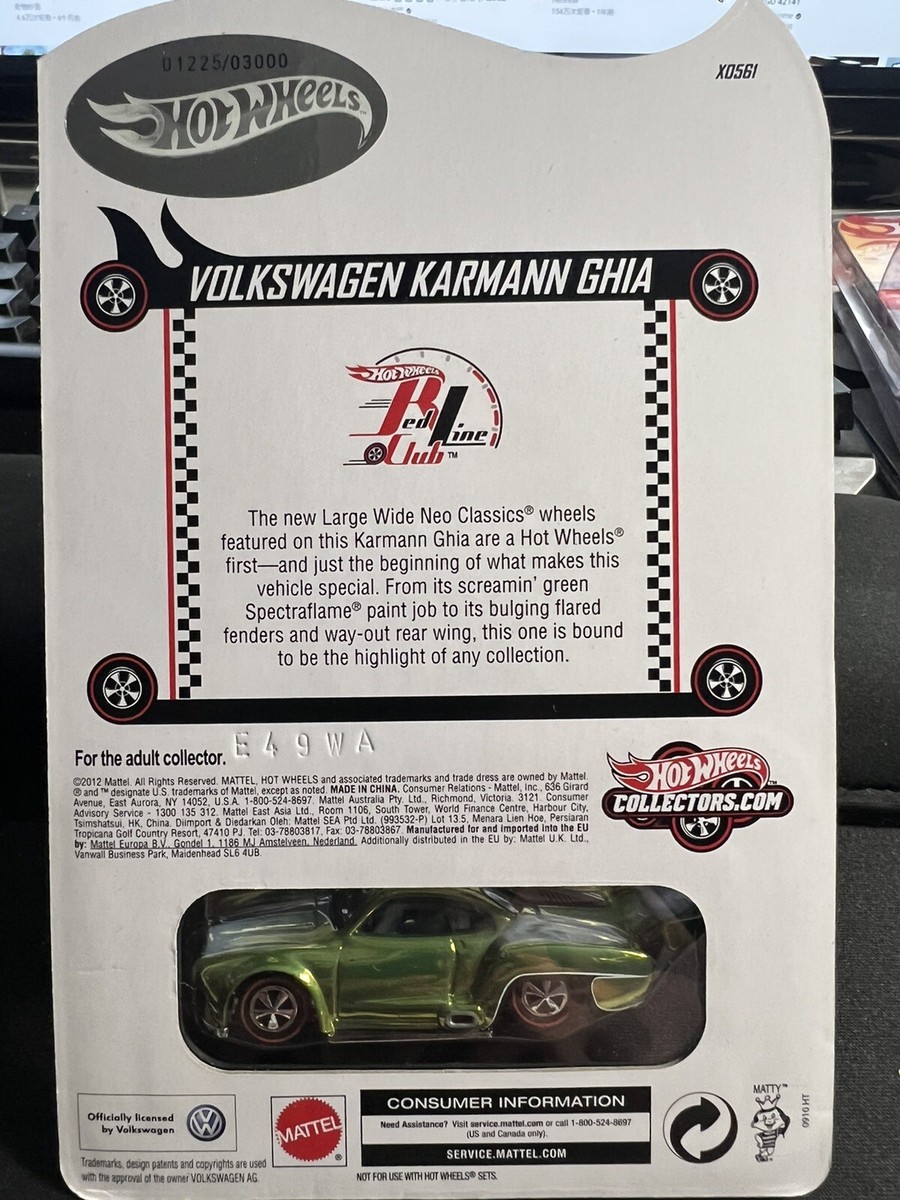 01225/03000
HOT WHEELS™
X0561
VOLKSWAGEN KARMANN GHIA
HOT WHEELS
Red Line
Club™
The new Large Wide Neo Classics® wheels
featured on this Karmann Ghia are a Hot Wheels®
first—and just the beginning of what makes this
vehicle special. From its screamin' green
Spectraflame® paint job to its bulging flared
fenders and way-out rear wing, this one is bound
to be the highlight of any collection.
E49WA
For the adult collector.
©2012 Mattel. All Rights Reserved. MATTEL, HOT WHEELS and associated trademarks and trade dress are owned by Mattel.
® and ™ designate U.S. trademarks of Mattel, except as noted. MADE IN CHINA. Consumer Relations - Mattel, Inc., 636 Girard
Avenue, East Aurora, NY 14052, U.S.A. 1-800-524-8697. Mattel Australia Pty. Ltd., Richmond, Victoria. 3121. Consumer
Advisory Service - 1300 135 312. Mattel East Asia Ltd., Room 1106, South Tower, World Finance Centre, Harbour City,
Tsimshatsui, HK, China. Diimport & Diedarkan Oleh: Mattel SEA Ptd Ltd. (993532-P) Lot 13.5, Menara Lien Hoe, Persiaran
Tropicana Golf Country Resort, 47410 PJ. Tel: 03-78803817, Fax: 03-78803867. Manufactured for and imported into the EU
by: Mattel Europa B.V., Gondel 1, 1186 MJ Amstelveen, Nederland. Additionally distributed in the EU by: Mattel U.K. Ltd.,
Vanwall Business Park, Maidenhead SL6 4UB.
HOT WHEELS™
COLLECTORS.COM
Officially licensed
by Volkswagen
Trademarks, design patents and copyrights are used
with the approval of the owner VOLKSWAGEN AG.
MATTEL®
CONSUMER INFORMATION
Need Assistance? Visit service.mattel.com or call 1-800-524-8697
(US and Canada only).
SERVICE.MATTEL.COM
NOT FOR USE WITH HOT WHEELS® SETS.
MATTY™
0910 HT